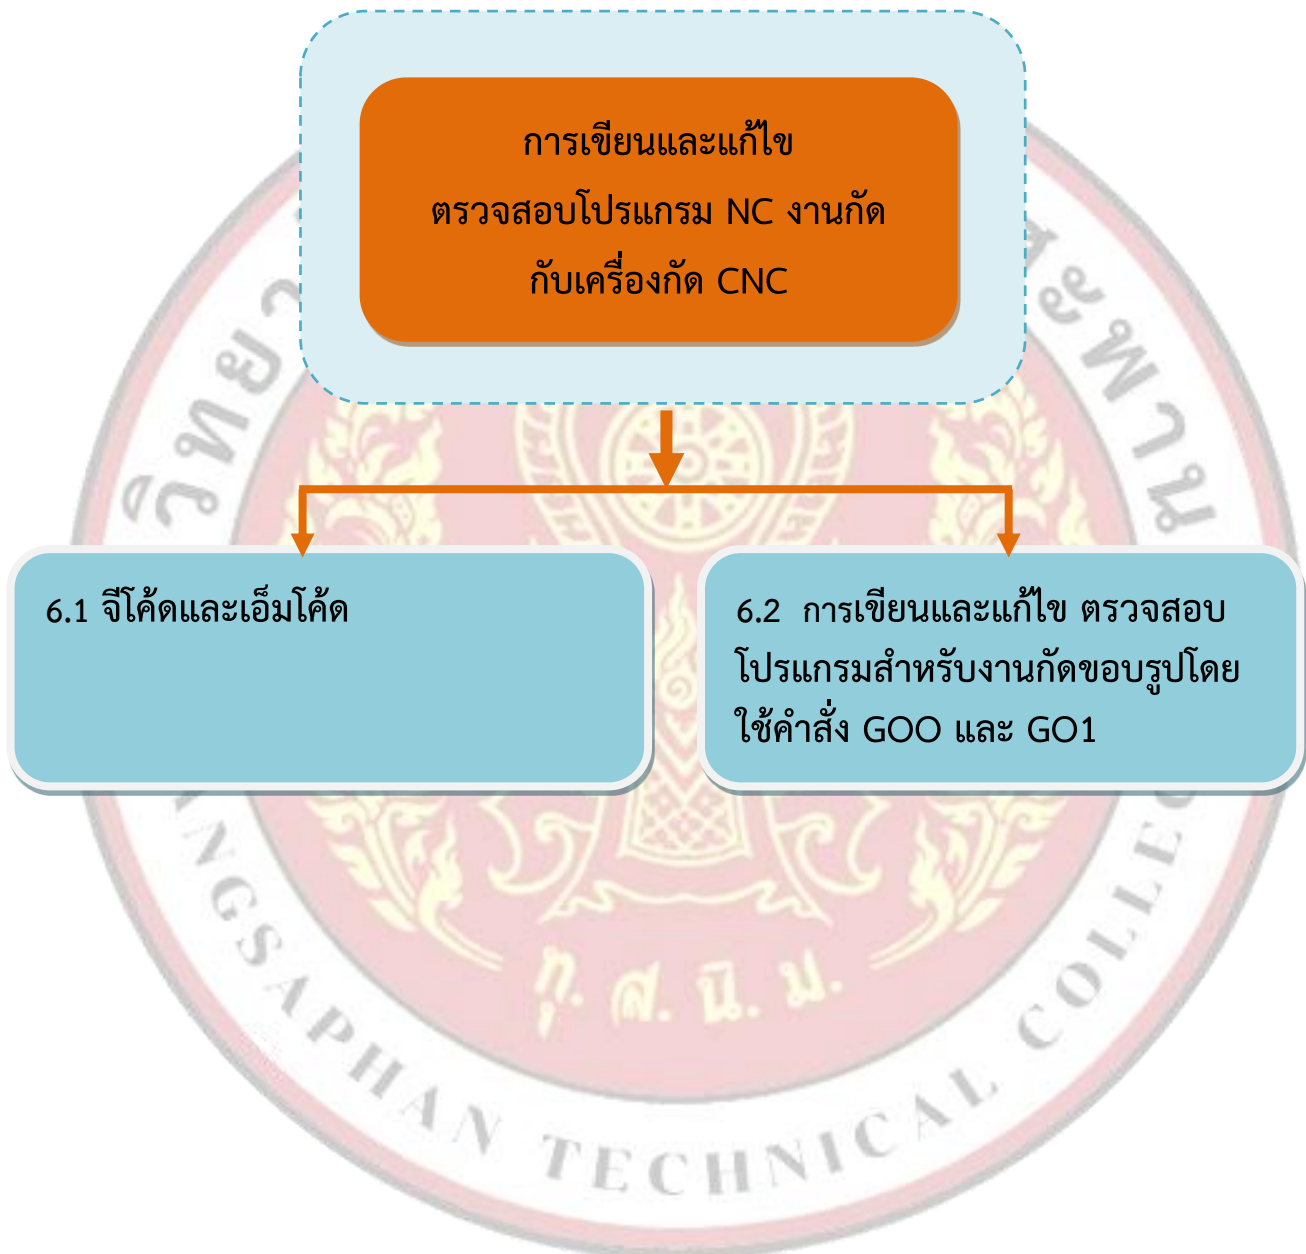 การเขียนและแก้ไข
ตรวจสอบโปรแกรม NC งานกัด
กับเครื่องกัด CNC
6.1 จีโค้ดและเอ็มโค้ด
6.2 การเขียนและแก้ไข ตรวจสอบ
โปรแกรมสำหรับงานกัดขอบรูปโดย
ใช้คำสั่ง GOO และ GO1
ทุ. ส. นิ. ม.
TECHNICAL